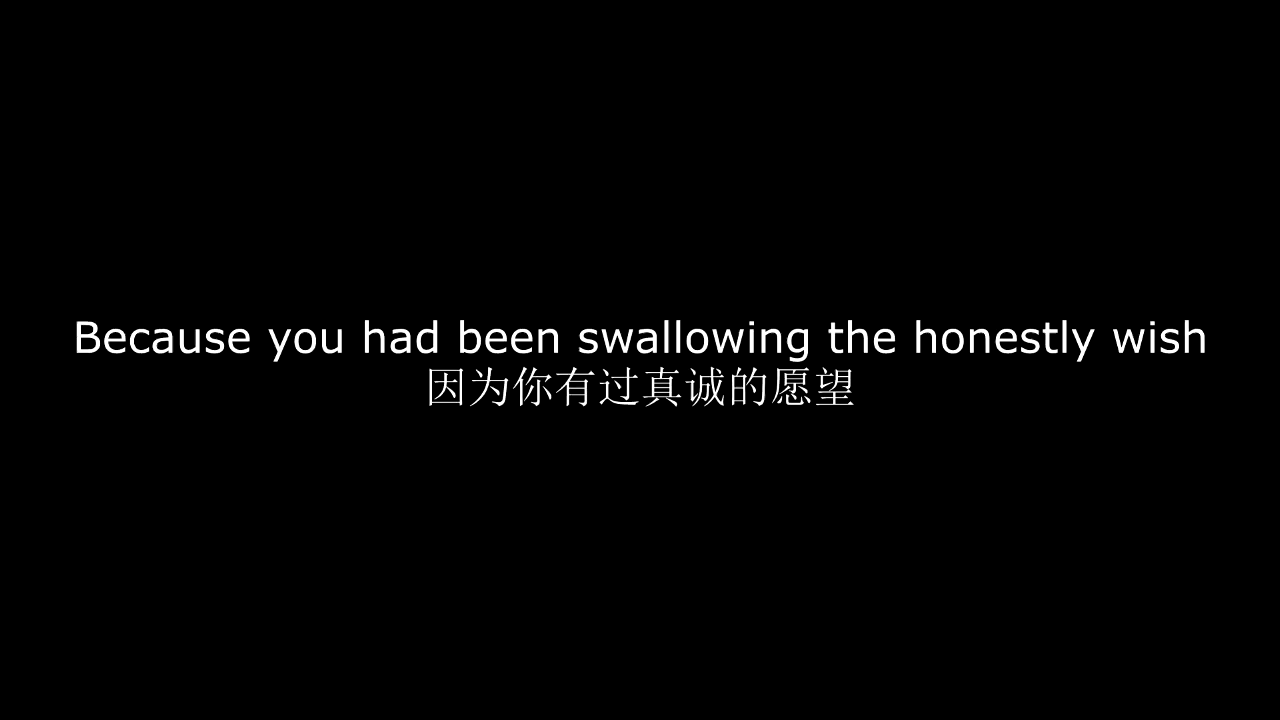 Because you had been swallowing the honestly wish
因为你有过真诚的愿望